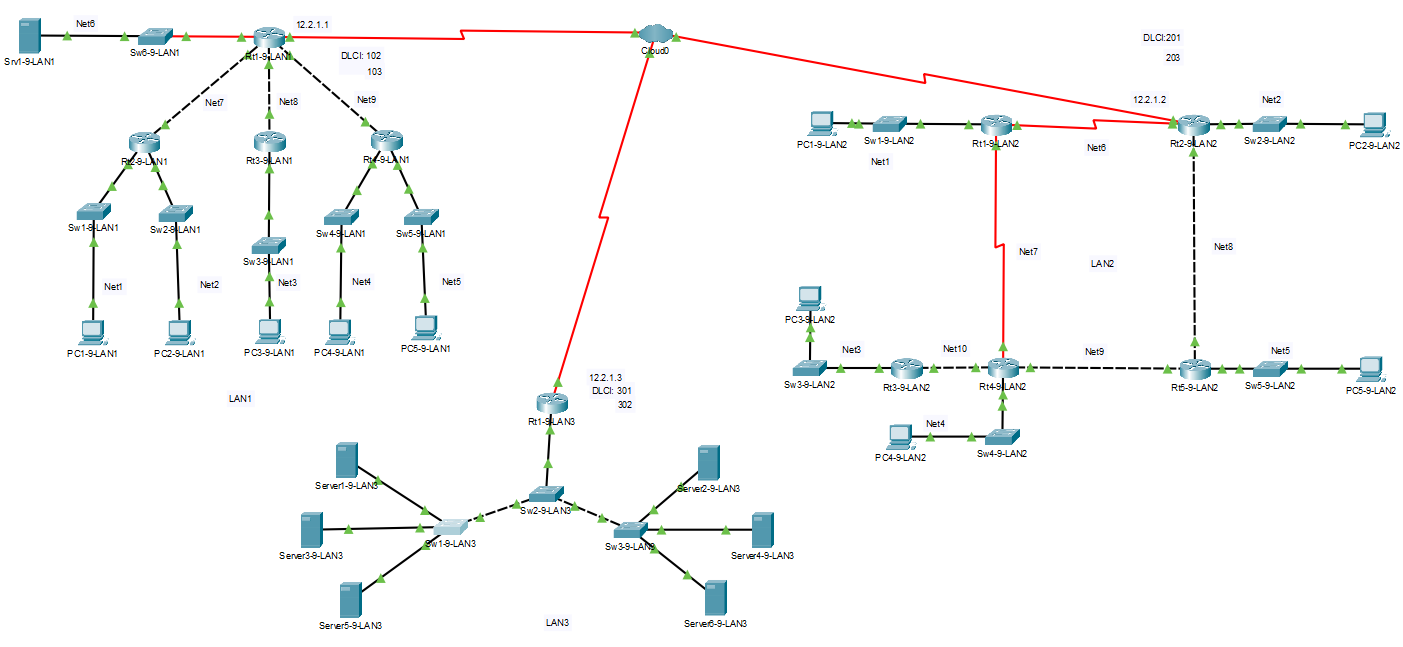 Net6
12.2.1.1
Srv1-9-LAN1
Sw6-9-LAN1
Rt1-9-LAN1
DLCI: 102
103
Cloud0
DLCI:201
203
Net7
Net8
Net9
12.2.1.2
Net2
PC1-9-LAN2
Sw1-9-LAN2
Rt1-9-LAN2
Rt2-9-LAN2
Sw2-9-LAN2
PC2-9-LAN2
Net1
Net6
Rt2-9-LAN1
Rt3-9-LAN1
Rt4-9-LAN1
Sw1-9-LAN1
Sw2-9-LAN1
Sw3-9-LAN1
Sw4-9-LAN1
Sw5-9-LAN1
Net7
LAN2
Net8
Net1
Net2
Net3
Net4
Net5
PC1-9-LAN1
PC2-9-LAN1
PC3-9-LAN1
PC4-9-LAN1
PC5-9-LAN1
PC3-9-LAN2
Net3
Net10
Net9
Net5
Sw3-9-LAN2
Rt3-9-LAN2
Rt4-9-LAN2
Rt5-9-LAN2
Sw5-9-LAN2
PC5-9-LAN2
LAN1
12.2.1.3
DLCI: 301
302
Rt1-9-LAN3
Net4
PC4-9-LAN2
Sw4-9-LAN2
Server1-9-LAN3
Server2-9-LAN3
Sw2-9-LAN3
Sw1-9-LAN3
Sw3-9-LAN3
Server3-9-LAN3
Server4-9-LAN3
Server5-9-LAN3
Server6-9-LAN3
LAN3